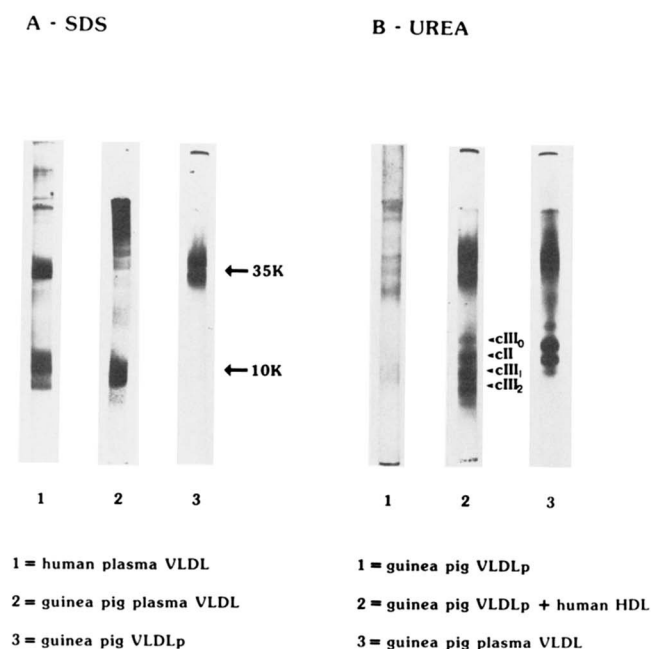 A - SDS
B - UREA
←35K
←10K
◄cIII₀
◄cII
◄cIII₁
◄cIII₂
1 2 3
1 2 3
1 = human plasma VLDL
2 = guinea pig plasma VLDL
3 = guinea pig VLDLp
1 = guinea pig VLDLp
2 = guinea pig VLDLp + human HDL
3 = guinea pig plasma VLDL